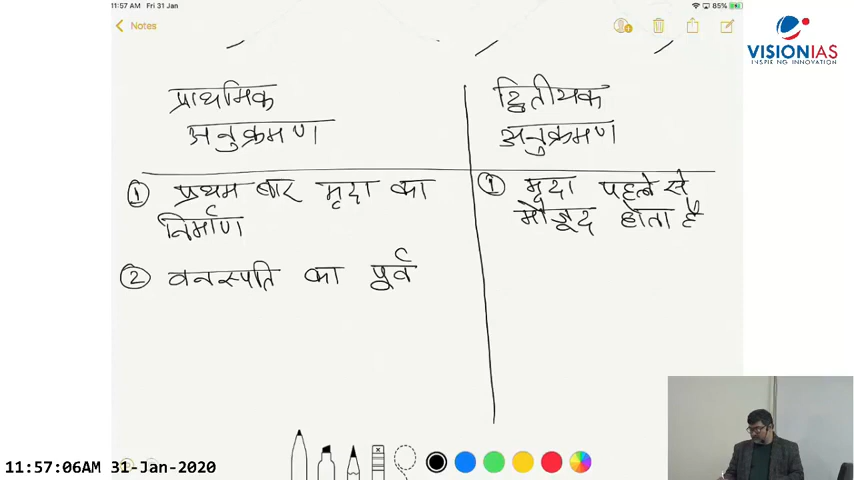 11:57 AM Fri 31 Jan
85%
Notes
VISIONIAS
INSPIRING INNOVATION
प्राथमिक
अनुक्रमण
द्वितीयक
अनुक्रमण
① प्रथम बार मृदा का
निर्माण
① मृदा पहले से
मौजूद होता है
② वनस्पति का पूर्व
11:57:06AM 31-Jan-2020